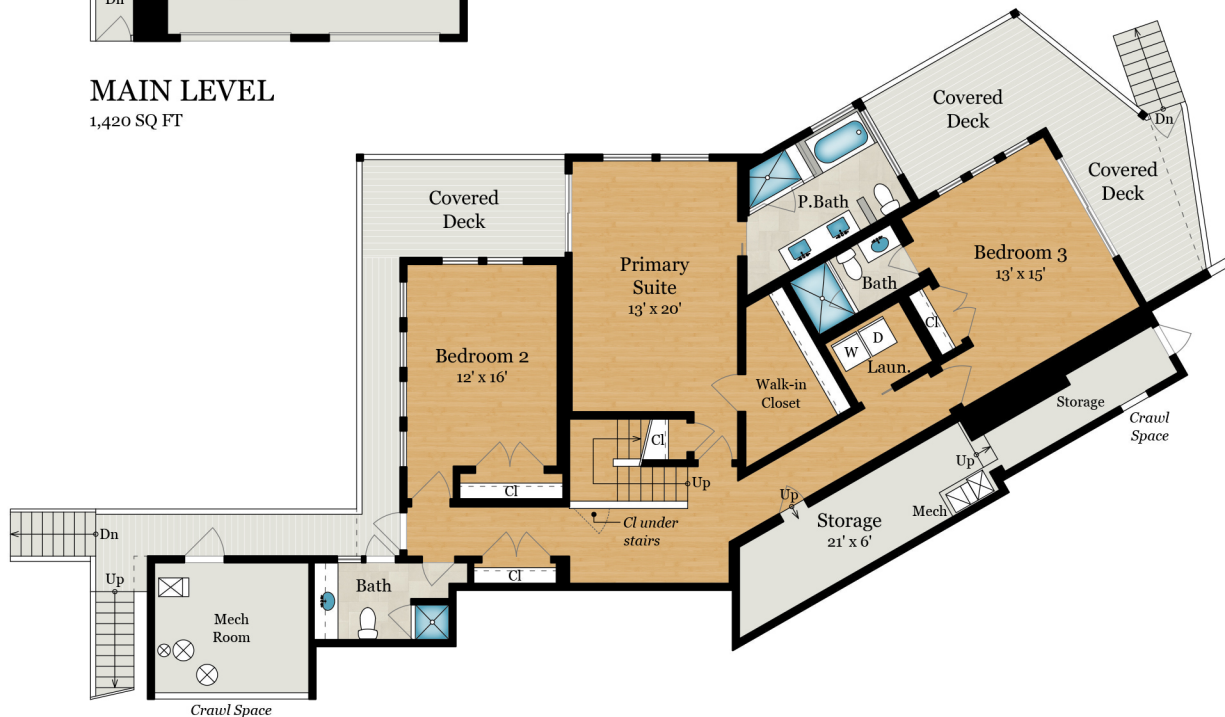 Dn
MAIN LEVEL
1,420 SQ FT
Covered
Deck
Dn
Covered
Deck
Covered
Deck
P.Bath
Primary
Suite
13' x 20'
Bedroom 3
13' x 15'
Bath
Cl
Bedroom 2
12' x 16'
W
D
Laun.
Walk-in
Closet
Storage
Crawl
Space
Cl
Up
Up
Cl
Up
Mech
Storage
21' x 6'
Cl under
stairs
Dn
Up
Cl
Bath
Mech
Room
Crawl Space